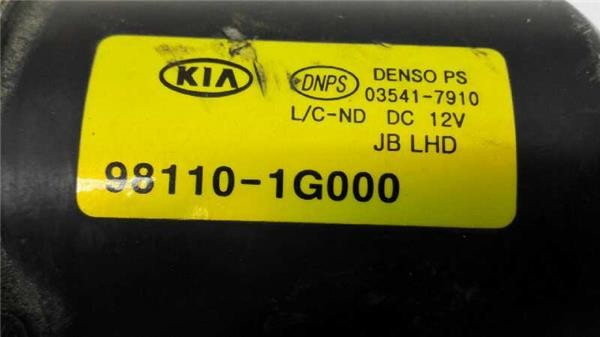 KIA DNPS DENSO PS
03541-7910
L/C-ND DC 12V
JB LHD
98110-1G000